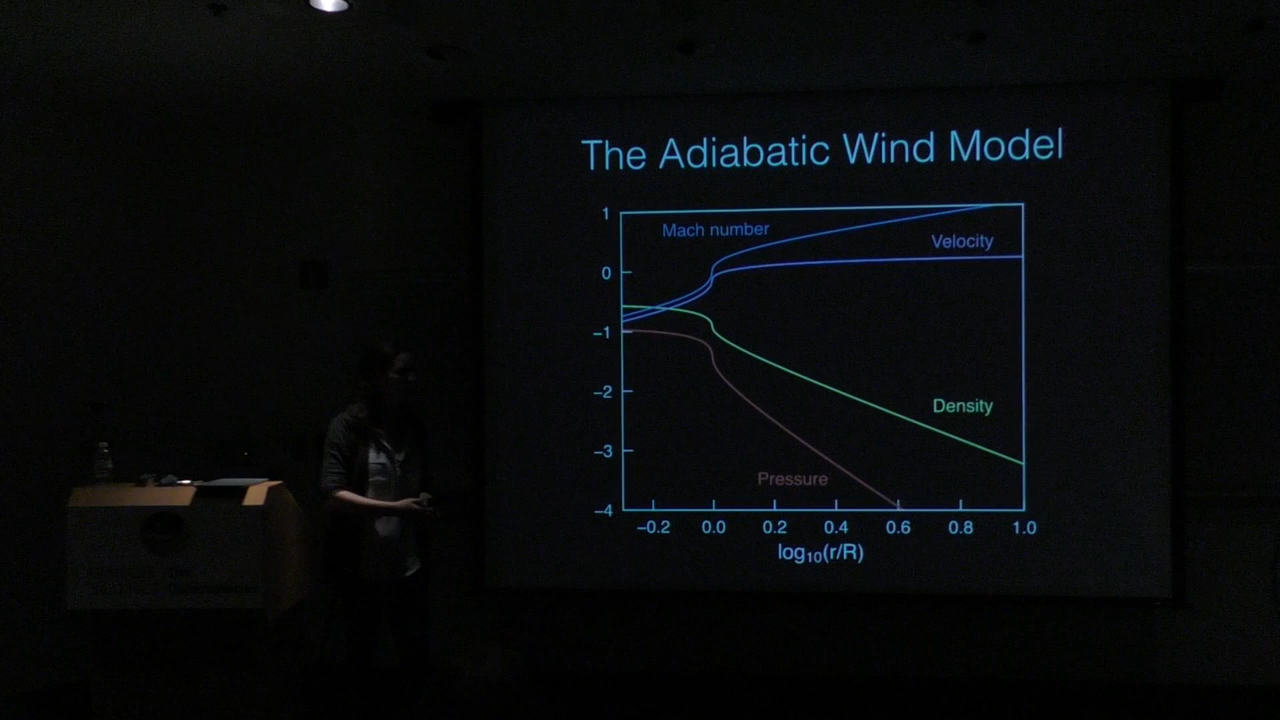 The Adiabatic Wind Model
1
Mach number
Velocity
0
−1
−2
Density
−3
Pressure
−4
−0.2 0.0 0.2 0.4 0.6 0.8 1.0
log₁₀(r/R)